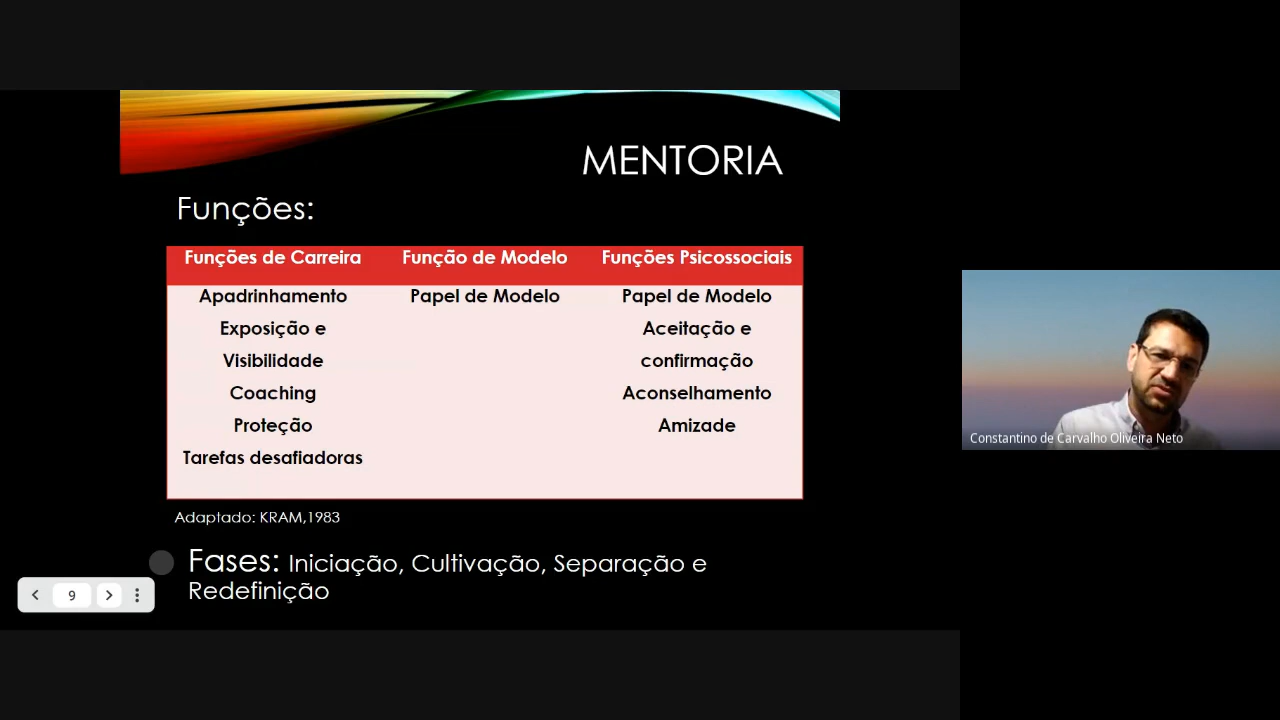 MENTORIA
Funções:
Funções de Carreira
Função de Modelo
Funções Psicossociais
Apadrinhamento
Papel de Modelo
Papel de Modelo
Exposição e
Aceitação e
Visibilidade
confirmação
Coaching
Aconselhamento
Proteção
Amizade
Tarefas desafiadoras
Adaptado: KRAM,1983
Fases: Iniciação, Cultivação, Separação e
Redefinição
9
Constantino de Carvalho Oliveira Neto